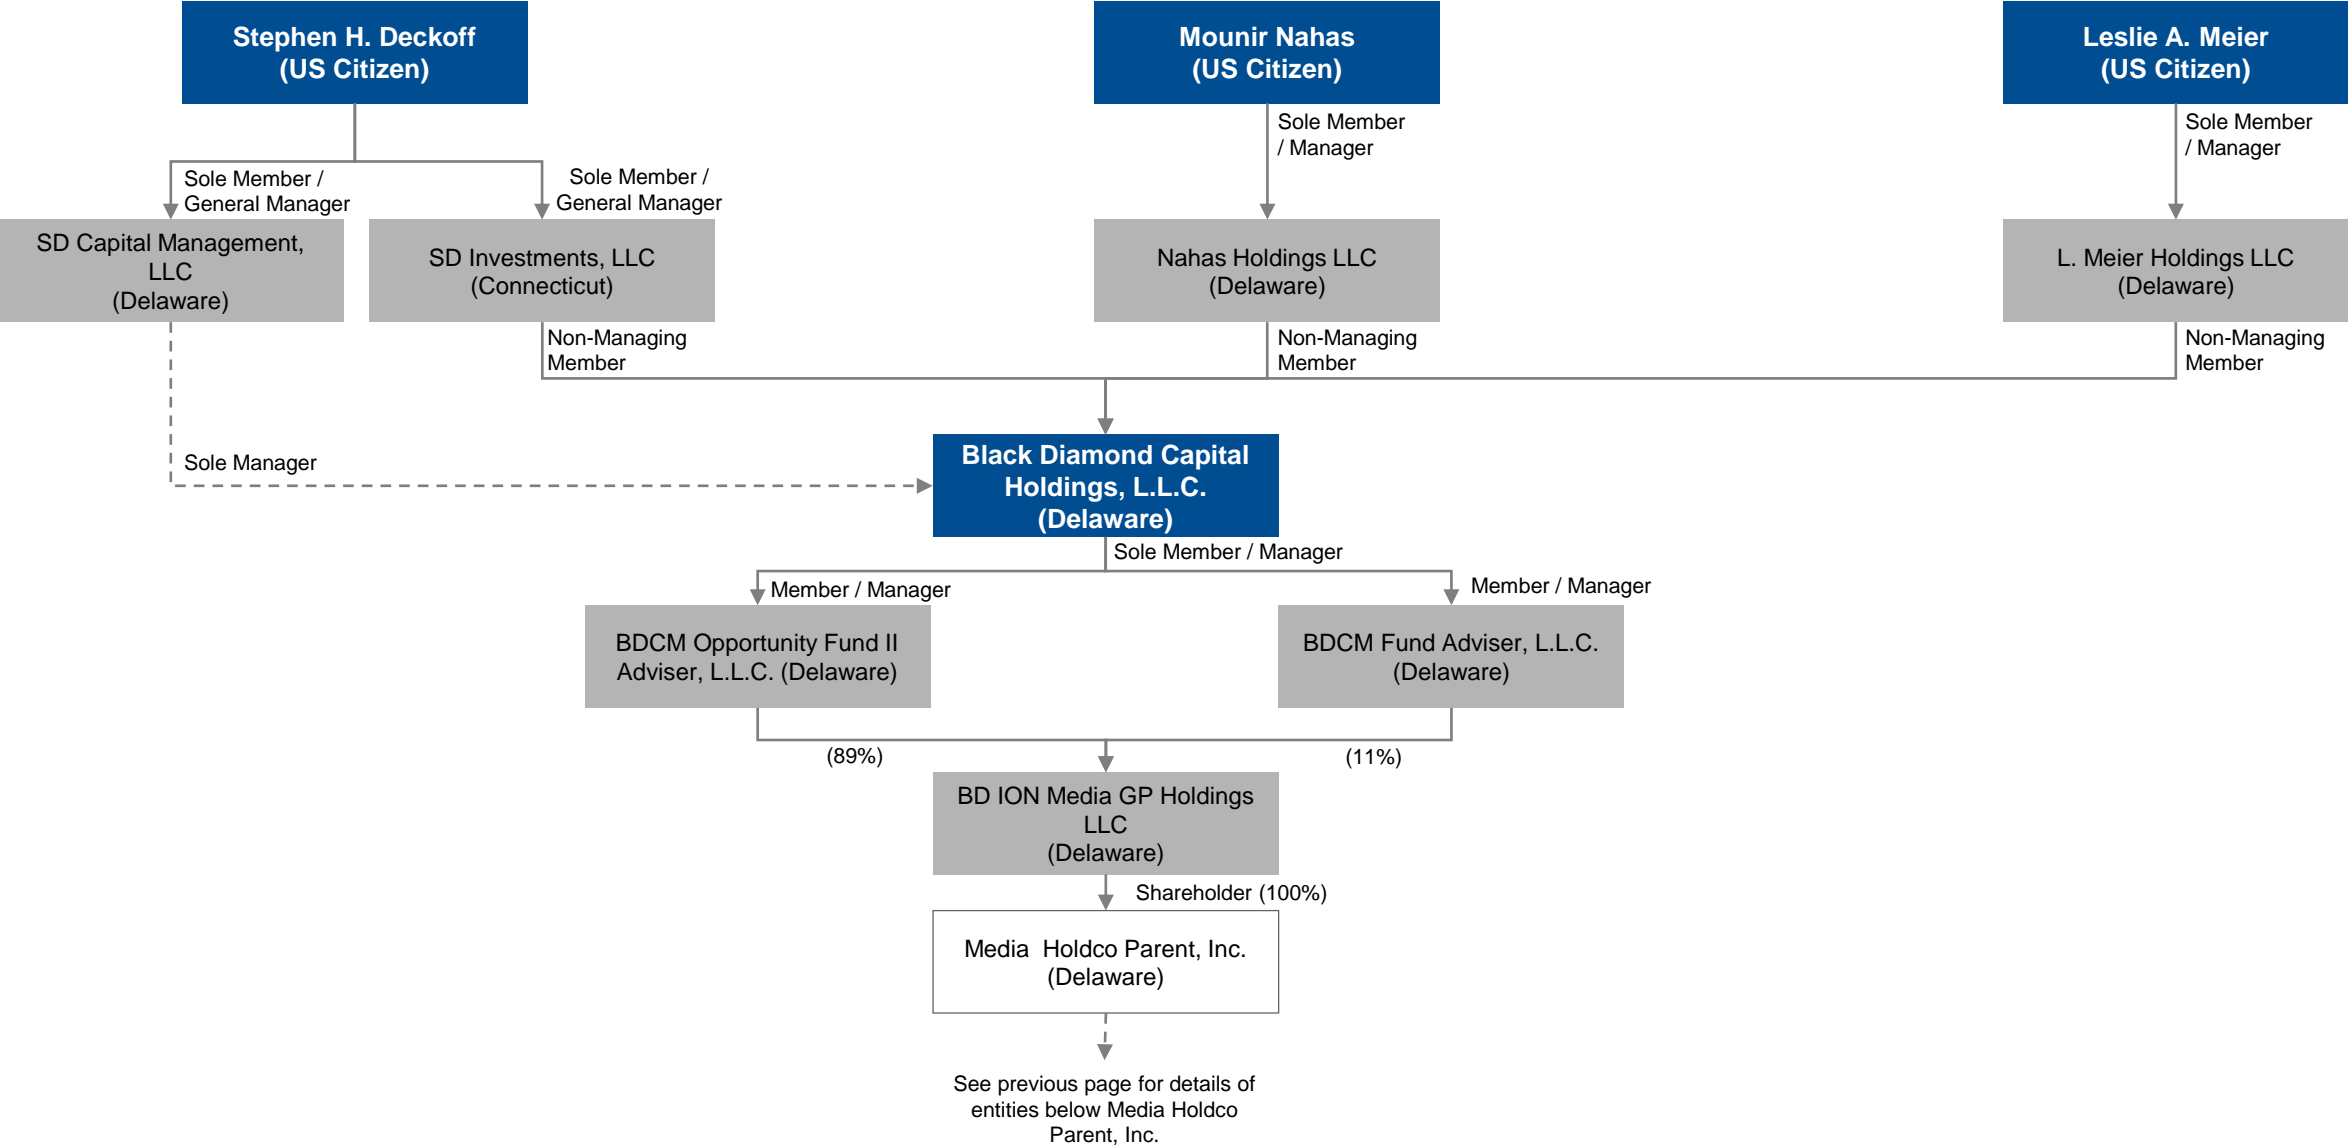 Stephen H. Deckoff
(US Citizen)
Mounir Nahas
(US Citizen)
Leslie A. Meier
(US Citizen)
Sole Member
/ Manager
Sole Member
/ Manager
Sole Member /
General Manager
Sole Member /
General Manager
SD Capital Management,
LLC
(Delaware)
SD Investments, LLC
(Connecticut)
Nahas Holdings LLC
(Delaware)
L. Meier Holdings LLC
(Delaware)
Non-Managing
Member
Non-Managing
Member
Non-Managing
Member
Sole Manager
Black Diamond Capital
Holdings, L.L.C.
(Delaware)
Sole Member / Manager
Member / Manager
Member / Manager
BDCM Opportunity Fund II
Adviser, L.L.C. (Delaware)
BDCM Fund Adviser, L.L.C.
(Delaware)
(89%)
(11%)
BD ION Media GP Holdings
LLC
(Delaware)
Shareholder (100%)
Media  Holdco Parent, Inc.
(Delaware)
See previous page for details of
entities below Media Holdco
Parent, Inc.